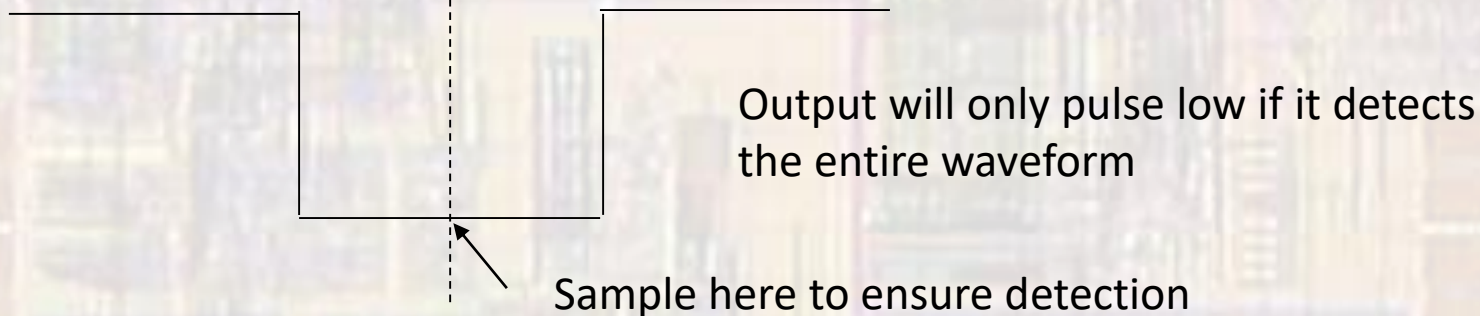 Output will only pulse low if it detects
the entire waveform
Sample here to ensure detection